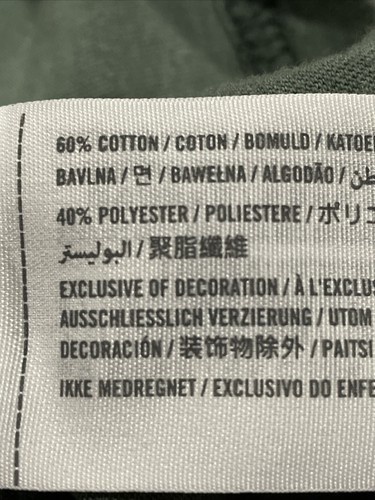 60% COTTON / COTON / BOMULD / KATOE
BAVLNA / 면 / BAWEŁNA / ALGODÃO / قطن
40% POLYESTER / POLIESTERE / ポリエ
البوليستر / 聚脂纖維
EXCLUSIVE OF DECORATION / À L'EXCLUS
AUSSCHLIESSLICH VERZIERUNG / UTOM
DECORACIÓN / 装饰物除外 / PAITSI
IKKE MEDREGNET / EXCLUSIVO DO ENFE